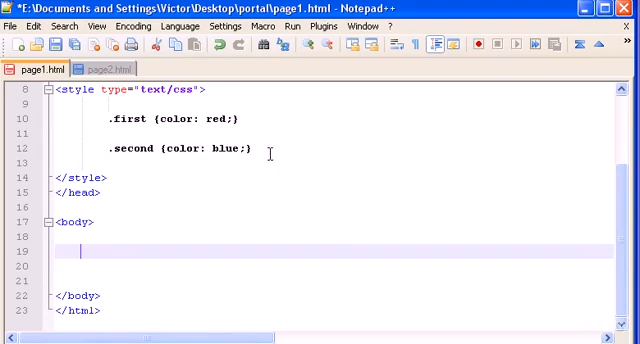 *E:\Documents and Settings\Victor\Desktop\portal\page1.html - Notepad++
File Edit Search View Encoding Language Settings Macro Run Plugins Window ?
page1.html page2.html
8 <style type="text/css">
9
10 .first {color: red;}
11
12 .second {color: blue;}
13
14 </style>
15 </head>
16
17 <body>
18
19
20
21
22 </body>
23 </html>